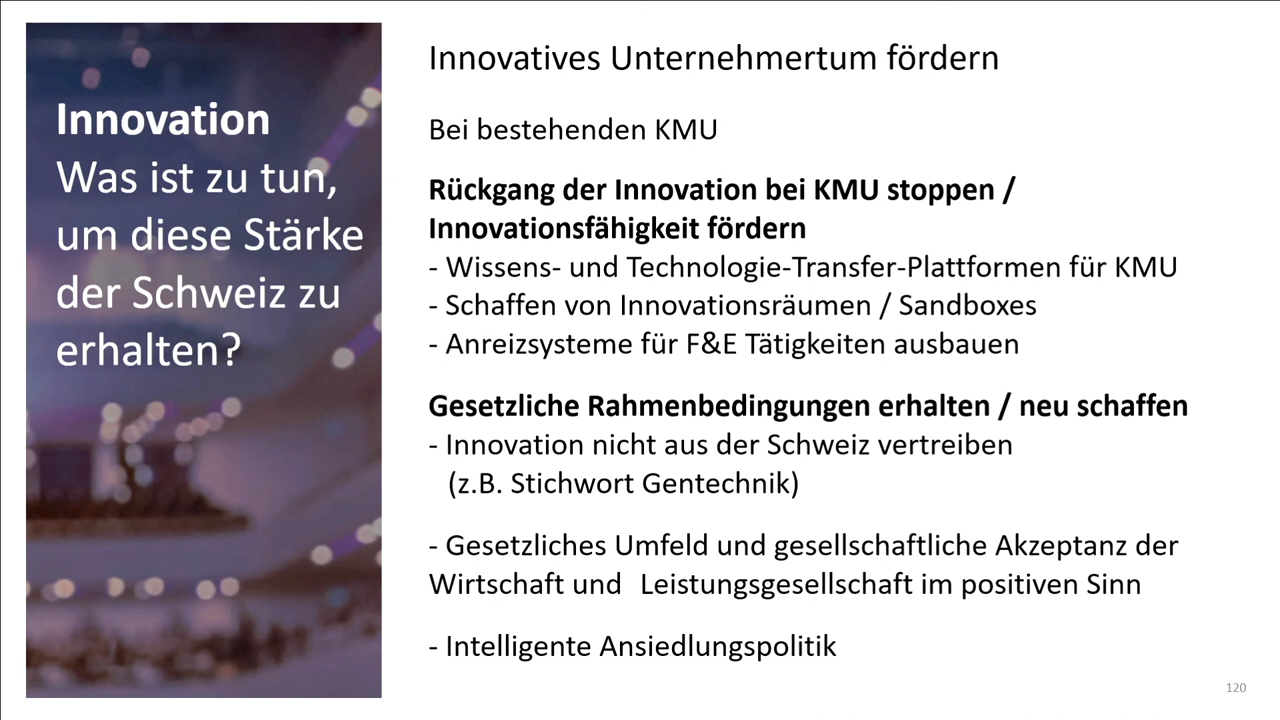 Innovation
Was ist zu tun,
um diese Stärke
der Schweiz zu
erhalten?
Innovatives Unternehmertum fördern
Bei bestehenden KMU
Rückgang der Innovation bei KMU stoppen /
Innovationsfähigkeit fördern
- Wissens- und Technologie-Transfer-Plattformen für KMU
- Schaffen von Innovationsräumen / Sandboxes
- Anreizsysteme für F&E Tätigkeiten ausbauen
Gesetzliche Rahmenbedingungen erhalten / neu schaffen
- Innovation nicht aus der Schweiz vertreiben
(z.B. Stichwort Gentechnik)
- Gesetzliches Umfeld und gesellschaftliche Akzeptanz der
Wirtschaft und Leistungsgesellschaft im positiven Sinn
- Intelligente Ansiedlungspolitik
120